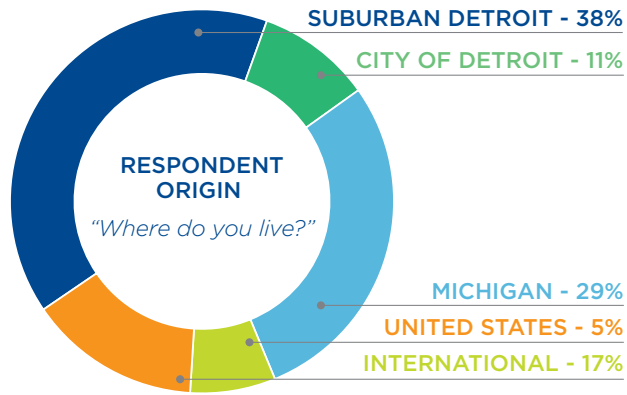 SUBURBAN DETROIT - 38%
CITY OF DETROIT - 11%
RESPONDENT
ORIGIN
“Where do you live?”
MICHIGAN - 29%
UNITED STATES - 5%
INTERNATIONAL - 17%